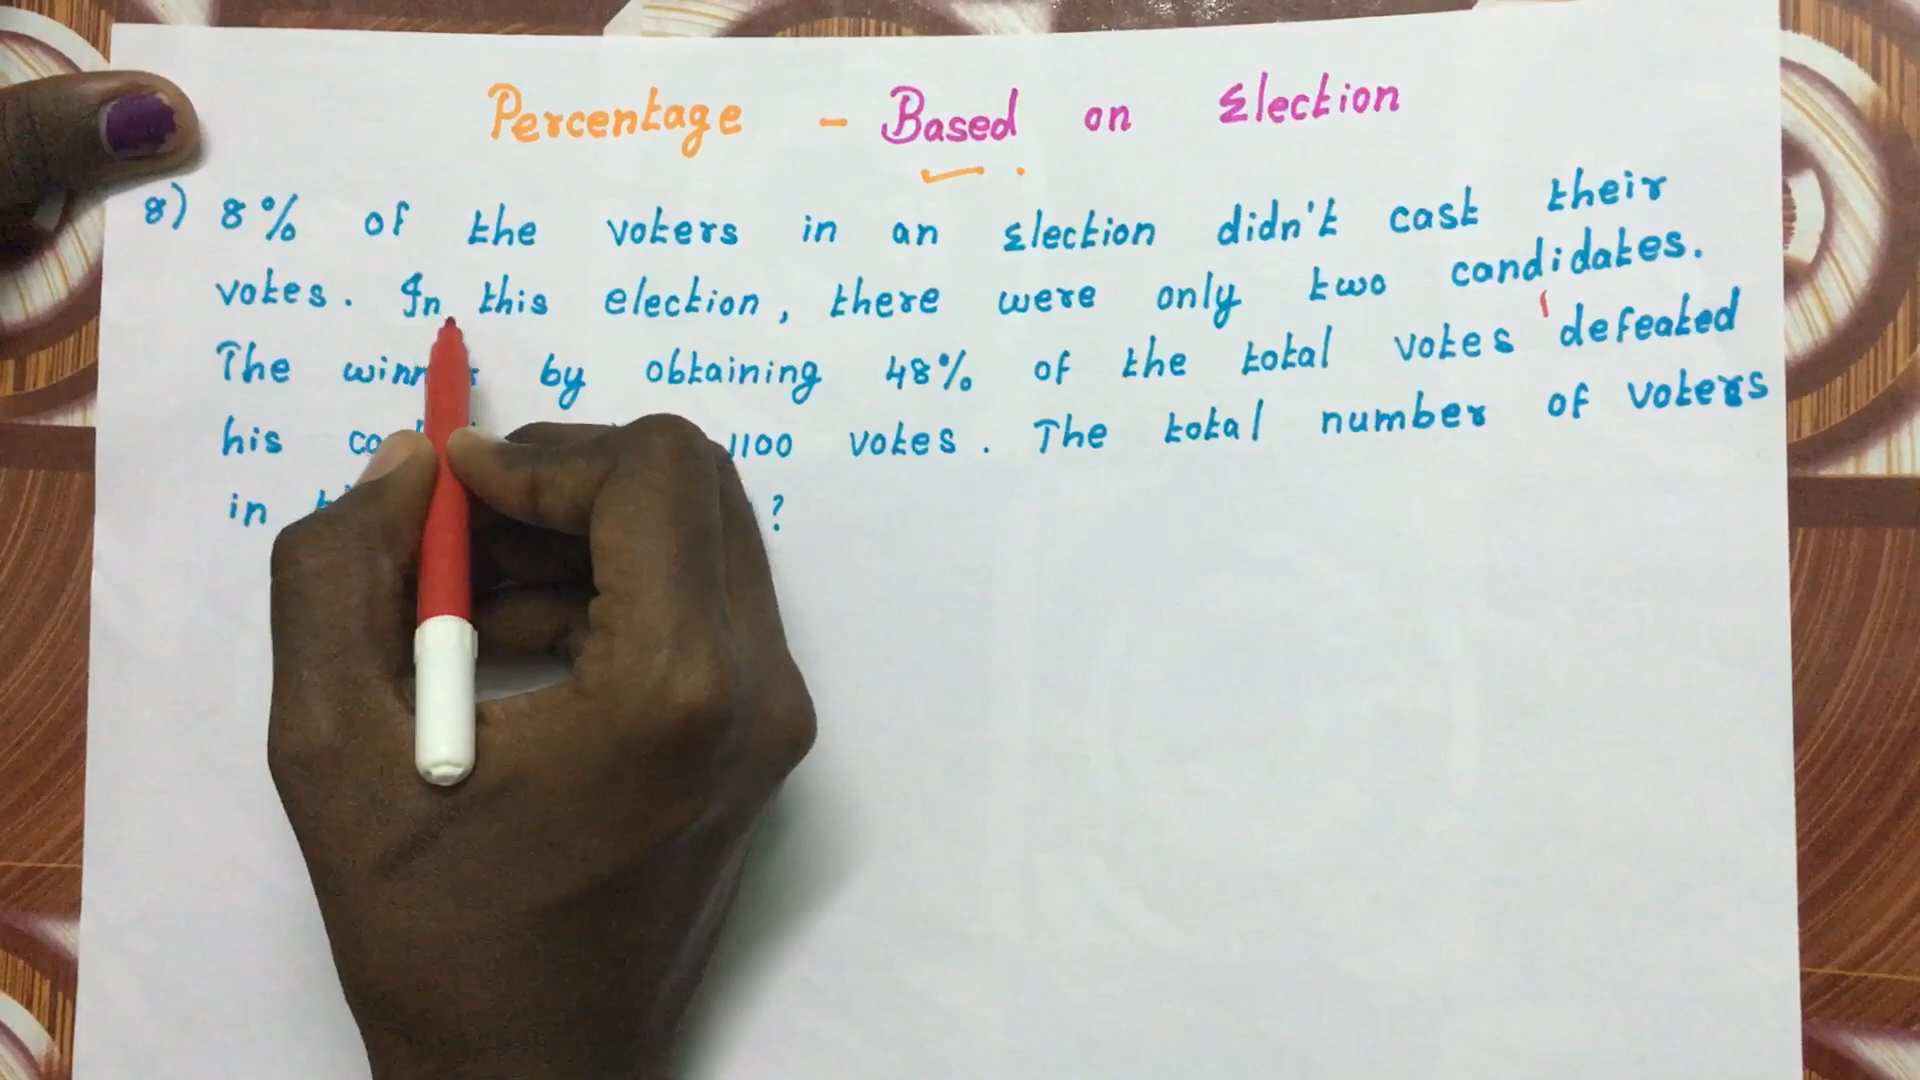 Percentage - Based on Election
8) 8% of the voters in an Election didn't cast their
votes. In this election, there were only two candidates.
The by obtaining 48% of the total votes defeated
his 1100 votes. The total number of voters
in ?